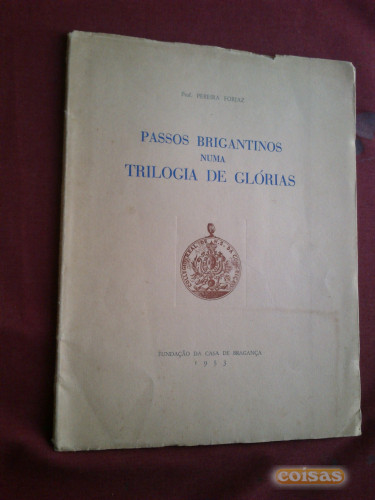 Prof. PEREIRA FORJAZ
PASSOS BRIGANTINOS
NUMA
TRILOGIA DE GLÓRIAS
FUNDAÇÃO DA CASA DE BRAGANÇA
1953
coisas